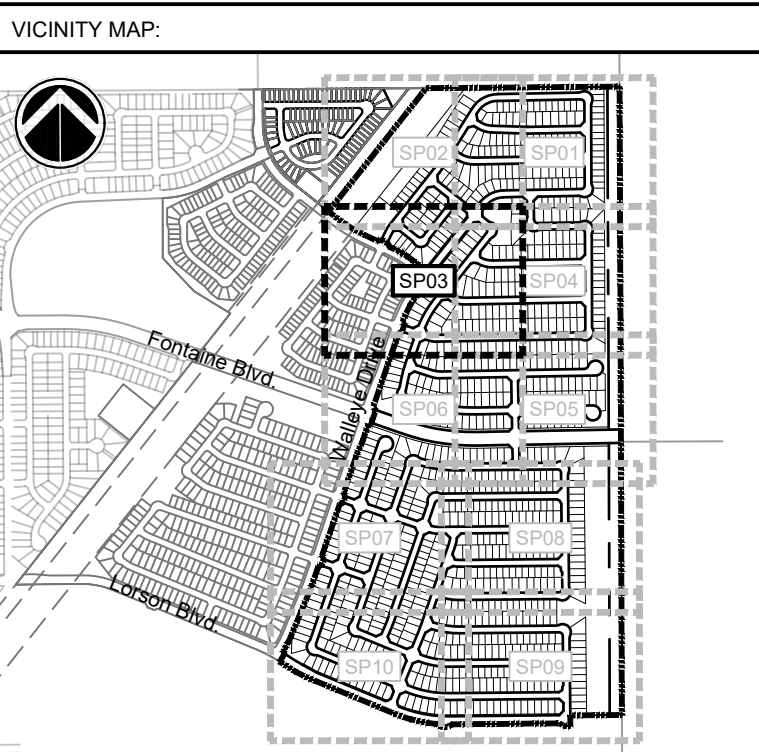 VICINITY MAP:
SP02
SP01
SP03
SP04
Fontaine Blvd.
Walleye Drive
SP06
SP05
SP07
SP08
Lorson Blvd.
SP10
SP09